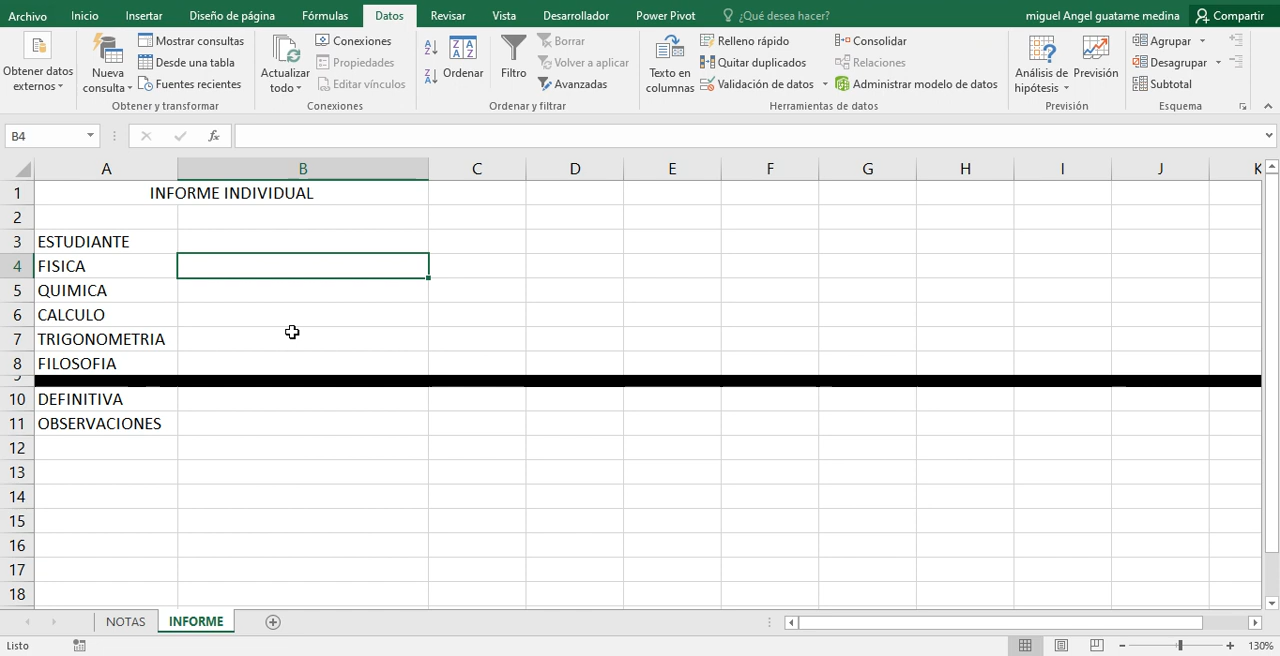 Archivo Inicio Insertar Diseño de página Fórmulas Datos Revisar Vista Desarrollador Power Pivot ¿Qué desea hacer? miguel Angel guatame medina Compartir
Obtener datos externos
Nueva consulta
Mostrar consultas
Desde una tabla
Fuentes recientes
Obtener y transformar
Actualizar todo
Conexiones
Propiedades
Editar vínculos
Conexiones
Ordenar
Filtro
Borrar
Volver a aplicar
Avanzadas
Ordenar y filtrar
Texto en columnas
Relleno rápido
Quitar duplicados
Validación de datos
Consolidar
Relaciones
Administrar modelo de datos
Herramientas de datos
Análisis de hipótesis
Previsión
Previsión
Agrupar
Desagrupar
Subtotal
Esquema
B4 fx
A B C D E F G H I J K
1 INFORME INDIVIDUAL
2
3 ESTUDIANTE
4 FISICA
5 QUIMICA
6 CALCULO
7 TRIGONOMETRIA
8 FILOSOFIA
10 DEFINITIVA
11 OBSERVACIONES
12
13
14
15
16
17
18
NOTAS INFORME
Listo 130%